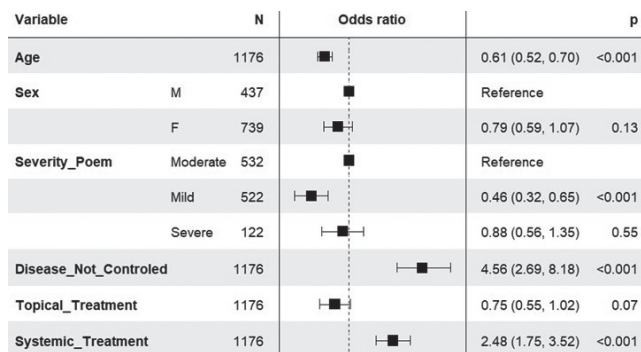 Variable N Odds ratio p
Age 1176 0.61 (0.52, 0.70) <0.001
Sex M 437 Reference
F 739 0.79 (0.59, 1.07) 0.13
Severity_Poem Moderate 532 Reference
Mild 522 0.46 (0.32, 0.65) <0.001
Severe 122 0.88 (0.56, 1.35) 0.55
Disease_Not_Controled 1176 4.56 (2.69, 8.18) <0.001
Topical_Treatment 1176 0.75 (0.55, 1.02) 0.07
Systemic_Treatment 1176 2.48 (1.75, 3.52) <0.001